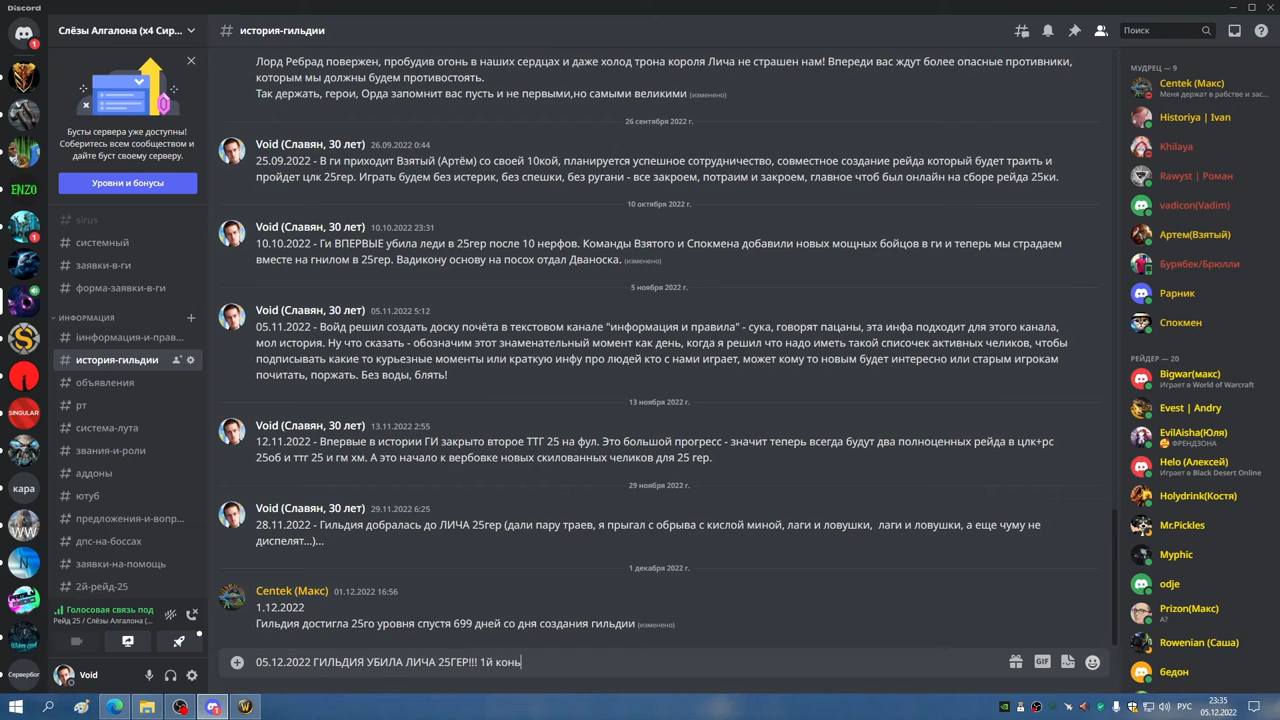 Discord
Слёзы Алгалона (x4 Сир...
история-гильдии
Поиск
1
Бусты сервера уже доступны!
Соберитесь всем сообществом и
дайте буст своему серверу.
Уровни и бонусы
ENZO
1
SINGULAR
кара
WW
N
Сервербог
sirus
системный
заявки-в-ги
форма-заявки-в-ги
ИНФОРМАЦИЯ
іинформация-и-прав...
история-гильдии
объявления
рт
система-лута
звания-и-роли
аддоны
ютуб
предложения-и-вопр...
дпс-на-боссах
заявки-на-помощь
2й-рейд-25
Голосовая связь под
Рейд 25 / Слёзы Алгалона (...
Void
Лорд Ребрад повержен, пробудив огонь в наших сердцах и даже холод трона короля Лича не страшен нам! Впереди вас ждут более опасные противники,
которым мы должны будем противостоять.
Так держать, герои, Орда запомнит вас пусть и не первыми,но самыми великими (изменено)
26 сентября 2022 г.
Void (Славян, 30 лет) 26.09.2022 0:44
25.09.2022 - В ги приходит Взятый (Артём) со своей 10кой, планируется успешное сотрудничество, совместное создание рейда который будет траить и
пройдет цлк 25гер. Играть будем без истерик, без спешки, без ругани - все закроем, потраим и закроем, главное чтоб был онлайн на сборе рейда 25ки.
10 октября 2022 г.
Void (Славян, 30 лет) 10.10.2022 23:31
10.10.2022 - Ги ВПЕРВЫЕ убила леди в 25гер после 10 нерфов. Команды Взятого и Спокмена добавили новых мощных бойцов в ги и теперь мы страдаем
вместе на гнилом в 25гер. Вадикону основу на посох отдал Дваноска. (изменено)
5 ноября 2022 г.
Void (Славян, 30 лет) 05.11.2022 5:12
05.11.2022 - Войд решил создать доску почёта в текстовом канале "информация и правила" - сука, говорят пацаны, эта инфа подходит для этого канала,
мол история. Ну что сказать - обозначим этот знаменательный момент как день, когда я решил что надо иметь такой списочек активных челиков, чтобы
подписывать какие то курьезные моменты или краткую инфу про людей кто с нами играет, может кому то новым будет интересно или старым игрокам
почитать, поржать. Без воды, блять!
13 ноября 2022 г.
Void (Славян, 30 лет) 13.11.2022 2:55
12.11.2022 - Впервые в истории ГИ закрыто второе ТТГ 25 на фул. Это большой прогресс - значит теперь всегда будут два полноценных рейда в цлк+рс
25об и ттг 25 и гм хм. А это начало к вербовке новых скилованных челиков для 25 гер.
29 ноября 2022 г.
Void (Славян, 30 лет) 29.11.2022 6:25
28.11.2022 - Гильдия добралась до ЛИЧА 25гер (дали пару траев, я прыгал с обрыва с кислой миной, лаги и ловушки, лаги и ловушки, а еще чуму не
диспелят...)...
1 декабря 2022 г.
Centek (Макс) 01.12.2022 16:56
1.12.2022
Гильдия достигла 25го уровня спустя 699 дней со дня создания гильдии (изменено)
05.12.2022 ГИЛЬДИЯ УБИЛА ЛИЧА 25ГЕР!!! 1й конь
GIF
МУДРЕЦ — 9
Centek (Макс)
Меня держат в рабстве и зас...
Historiya | Ivan
Khilaya
Rawyst | Роман
vadicon(Vadim)
Артем(Взятый)
Бурябек/Брюлли
Рарник
Спокмен
РЕЙДЕР — 20
Bigwar(макс)
Играет в World of Warcraft
Evest | Andry
EvilAisha(Юля)
ФРЕНДЗОНА
Helo (Алексей)
Играет в Black Desert Online
Holydrink(Костя)
Mr.Pickles
Myphic
odje
Prizon(Макс)
А?
Rowenian (Саша)
бедон
1
РУС
23:35
05.12.2022